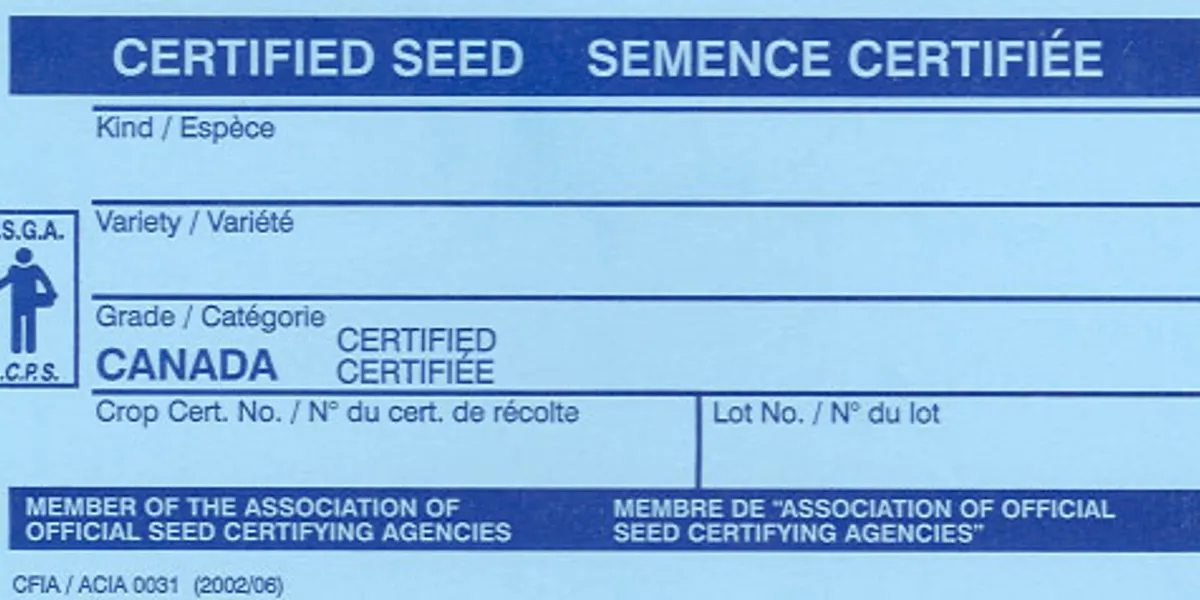 CERTIFIED SEED SEMENCE CERTIFIÉE
Kind / Espèce
.S.G.A.
Variety / Variété
Grade / Catégorie
CERTIFIED
CANADA
CERTIFIÉE
.C.P.S.
Crop Cert. No. / N° du cert. de récolte
Lot No. / N° du lot
MEMBER OF THE ASSOCIATION OF
OFFICIAL SEED CERTIFYING AGENCIES
MEMBRE DE "ASSOCIATION OF OFFICIAL
SEED CERTIFYING AGENCIES"
CFIA / ACIA 0031 (2002/06)